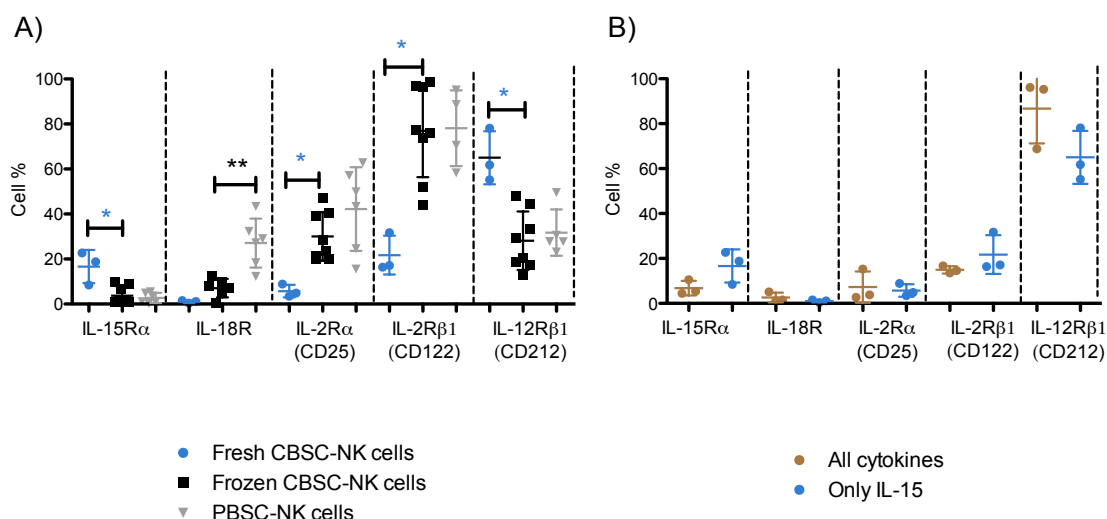 A)
B)
*
*
*
**
*
*
100
80
60
40
20
0
Cell %
IL-15Rα
IL-18R
IL-2Rα
(CD25)
IL-2Rβ1
(CD122)
IL-12Rβ1
(CD212)
100
80
60
40
20
0
Cell %
IL-15Rα
IL-18R
IL-2Rα
(CD25)
IL-2Rβ1
(CD122)
IL-12Rβ1
(CD212)
Fresh CBSC-NK cells
Frozen CBSC-NK cells
PBSC-NK cells
All cytokines
Only IL-15